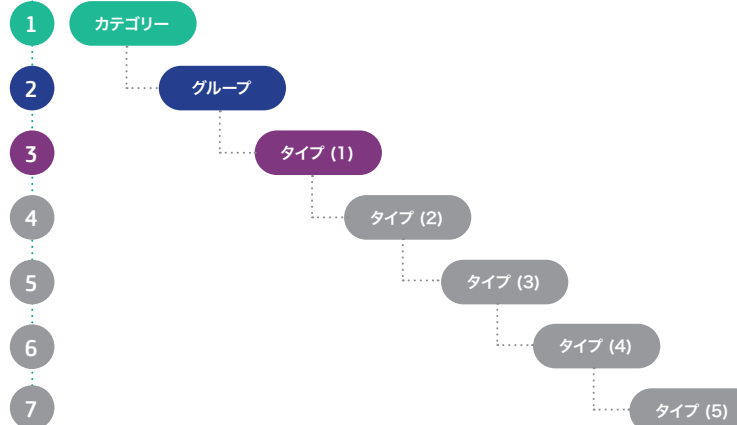 1 カテゴリー
2 グループ
3 タイプ (1)
4 タイプ (2)
5 タイプ (3)
6 タイプ (4)
7 タイプ (5)